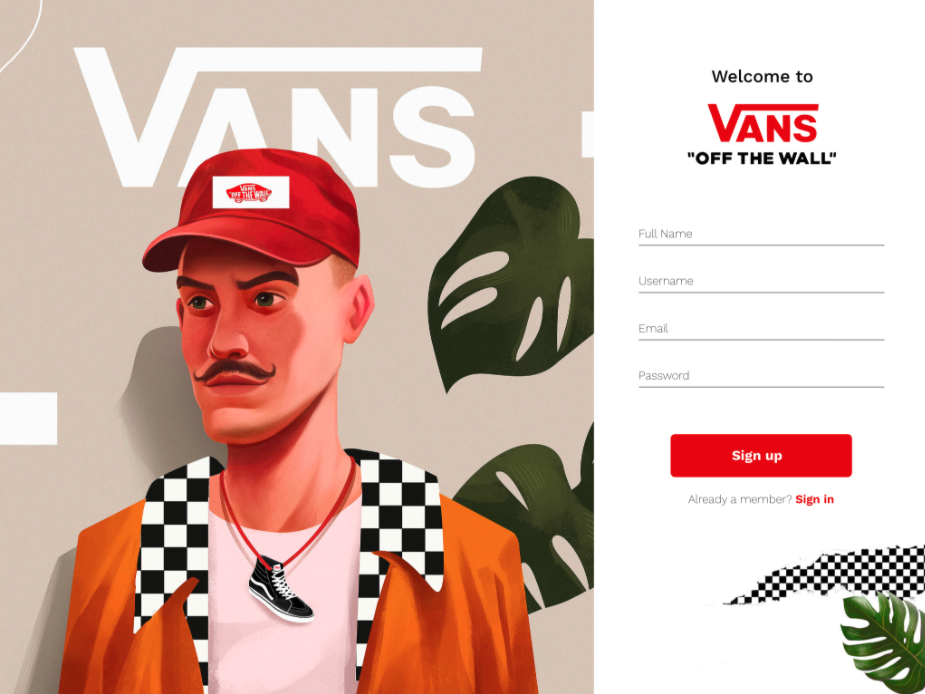 VANS
VANS
"OFF THE WALL"
Welcome to
VANS
"OFF THE WALL"
Full Name
Username
Email
Password
Sign up
Already a member? Sign in